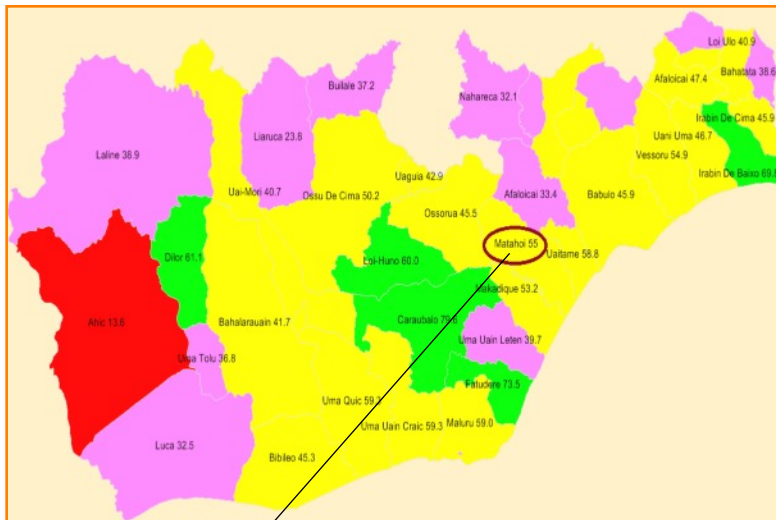 Loi Ulo 40.9
Bahatata 38.6
Afaloicai 47.4
Builale 37.2
Nahareca 32.1
Irabin De Cima 45.9
Liaruca 23.8
Uani Uma 46.7
Laline 38.9
Vessoru 54.9
Uaguia 42.9
Irabin De Baixo 69.8
Uai-Mori 40.7
Ossu De Cima 50.2
Afaloicai 33.4
Babulo 45.9
Ossorua 45.5
Matahoi 55
Dilor 61.1
Uaitame 58.8
Loi-Huno 60.0
Makadique 53.2
Ahic 13.6
Bahalarauain 41.7
Caraubalo 79.6
Uma Uain Leten 39.7
Uma Tolu 36.8
Fatudere 73.5
Uma Quic 59.3
Uma Uain Craic 59.3
Maluru 59.0
Luca 32.5
Bibileo 45.3